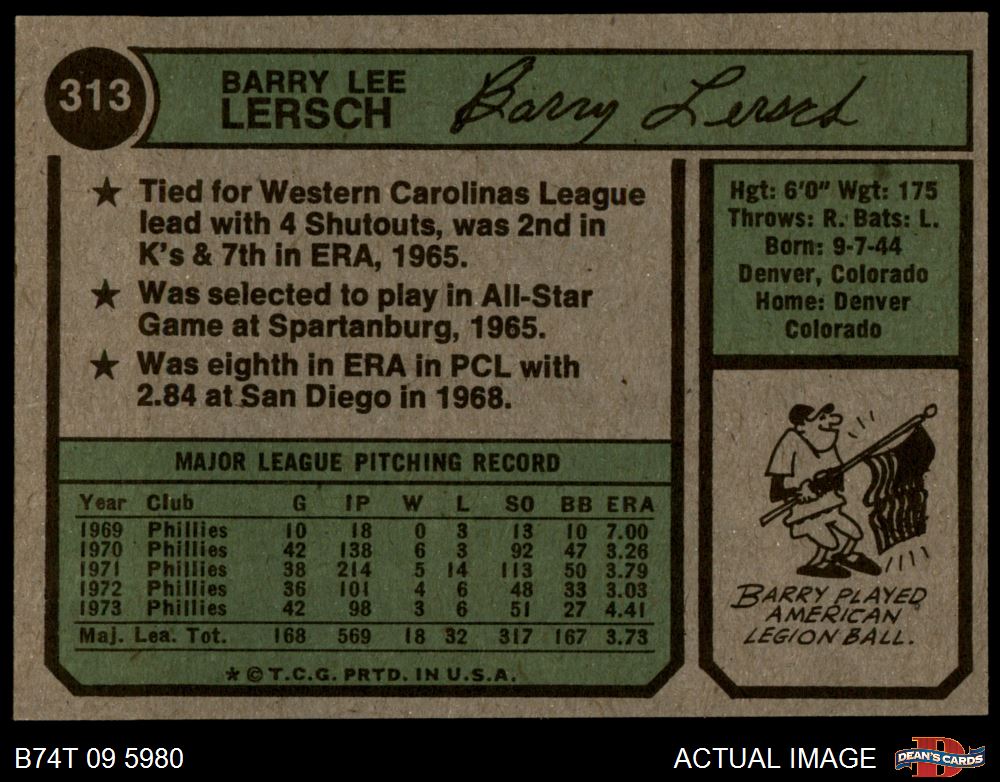 313
BARRY LEE
LERSCH
Barry Lersch
★ Tied for Western Carolinas League
lead with 4 Shutouts, was 2nd in
K's & 7th in ERA, 1965.
★ Was selected to play in All-Star
Game at Spartanburg, 1965.
★ Was eighth in ERA in PCL with
2.84 at San Diego in 1968.
Hgt: 6'0" Wgt: 175
Throws: R. Bats: L.
Born: 9-7-44
Denver, Colorado
Home: Denver
Colorado
MAJOR LEAGUE PITCHING RECORD
Year Club G IP W L SO BB ERA
1969 Phillies 10 18 0 3 13 10 7.00
1970 Phillies 42 138 6 3 92 47 3.26
1971 Phillies 38 214 5 14 113 50 3.79
1972 Phillies 36 101 4 6 48 33 3.03
1973 Phillies 42 98 3 6 51 27 4.41
Maj. Lea. Tot. 168 569 18 32 317 167 3.73
★ © T.C.G. PRTD. IN U.S.A.
BARRY PLAYED
AMERICAN
LEGION BALL.
B74T 09 5980
ACTUAL IMAGE
D
DEAN'S CARDS